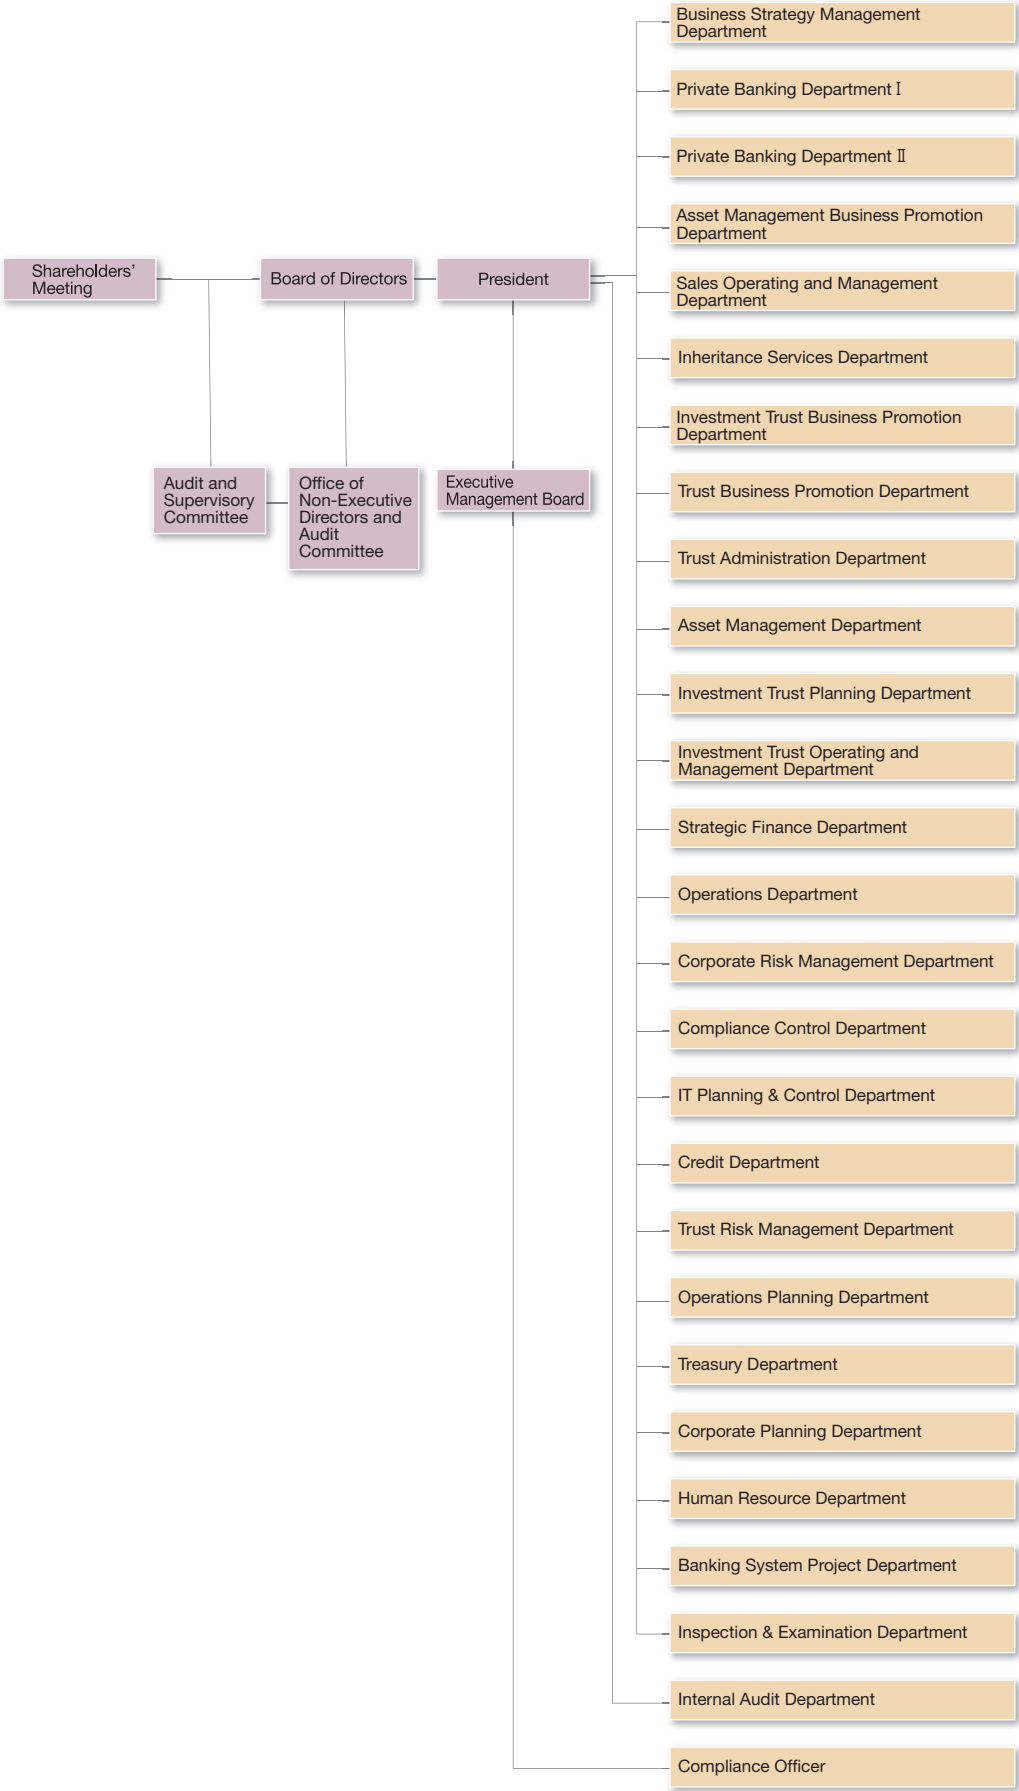 Shareholders'
Meeting
Board of Directors
President
Audit and
Supervisory
Committee
Office of
Non-Executive
Directors and
Audit
Committee
Executive
Management Board
Business Strategy Management
Department
Private Banking Department Ⅰ
Private Banking Department Ⅱ
Asset Management Business Promotion
Department
Sales Operating and Management
Department
Inheritance Services Department
Investment Trust Business Promotion
Department
Trust Business Promotion Department
Trust Administration Department
Asset Management Department
Investment Trust Planning Department
Investment Trust Operating and
Management Department
Strategic Finance Department
Operations Department
Corporate Risk Management Department
Compliance Control Department
IT Planning & Control Department
Credit Department
Trust Risk Management Department
Operations Planning Department
Treasury Department
Corporate Planning Department
Human Resource Department
Banking System Project Department
Inspection & Examination Department
Internal Audit Department
Compliance Officer